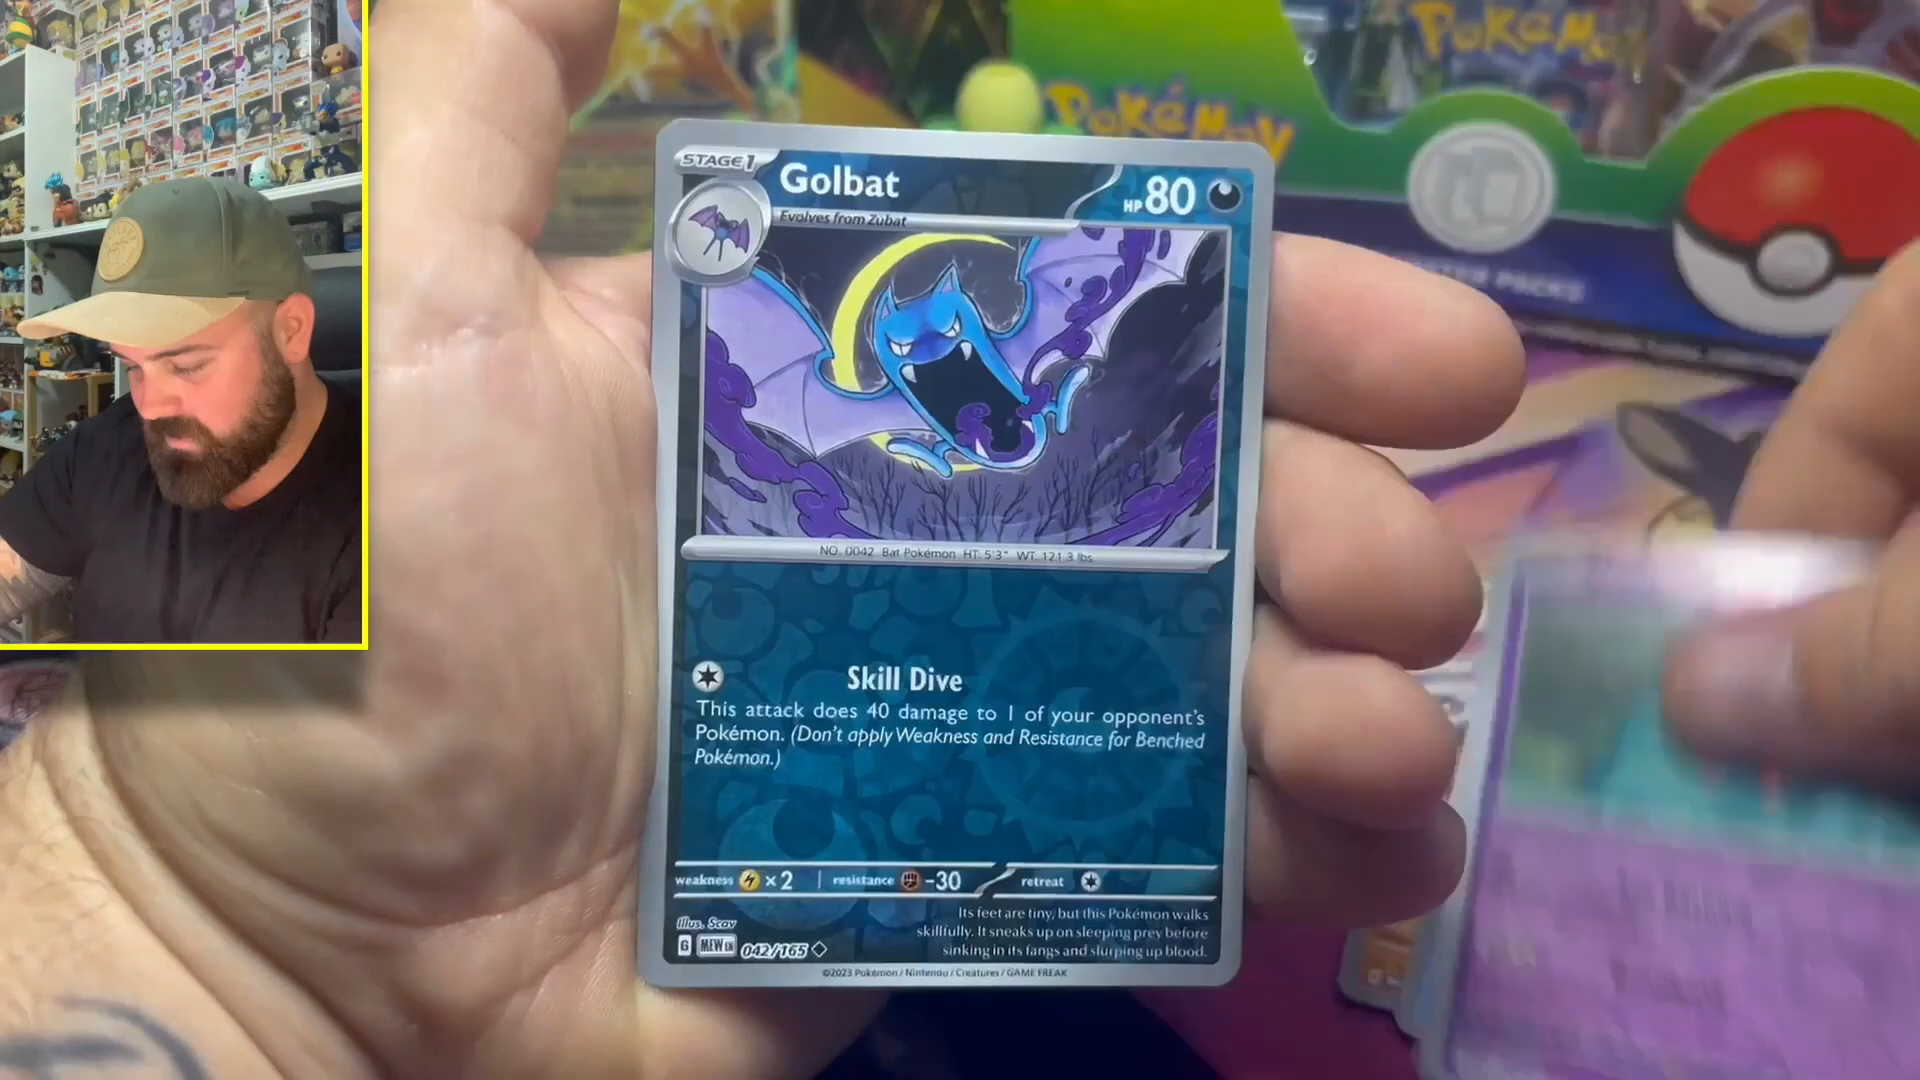 Pokémon
Pokémon
PACKS
STAGE1
Golbat
HP 80
Evolves from Zubat
NO. 0042 Bat Pokémon HT: 5'3" WT: 121.3 lbs
Skill Dive
This attack does 40 damage to 1 of your opponent's
Pokémon. (Don't apply Weakness and Resistance for Benched
Pokémon.)
weakness ×2 resistance -30 retreat
Illus. Scav
Its feet are tiny, but this Pokémon walks
skillfully. It sneaks up on sleeping prey before
sinking in its fangs and slurping up blood.
G MEW EN 042/165
©2023 Pokémon / Nintendo / Creatures / GAME FREAK